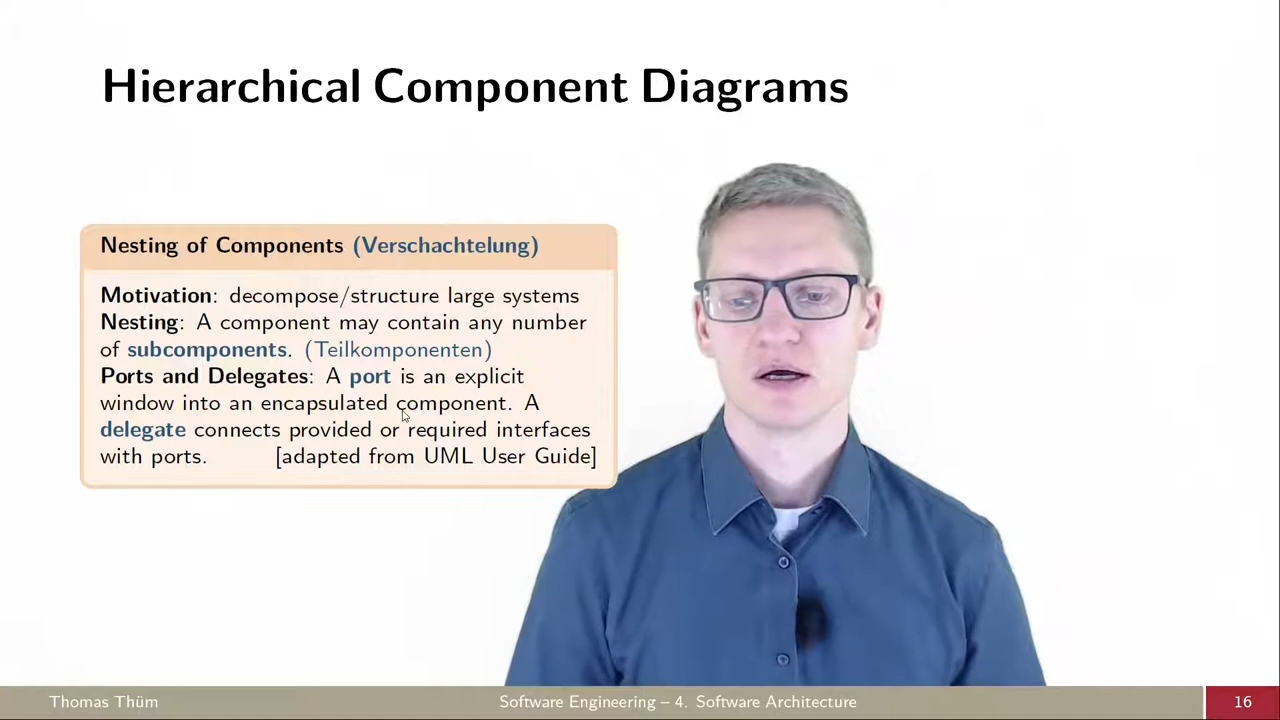 Hierarchical Component Diagrams
Nesting of Components (Verschachtelung)
Motivation: decompose/structure large systems
Nesting: A component may contain any number
of subcomponents. (Teilkomponenten)
Ports and Delegates: A port is an explicit
window into an encapsulated component. A
delegate connects provided or required interfaces
with ports. [adapted from UML User Guide]
Thomas Thüm
Software Engineering – 4. Software Architecture
16